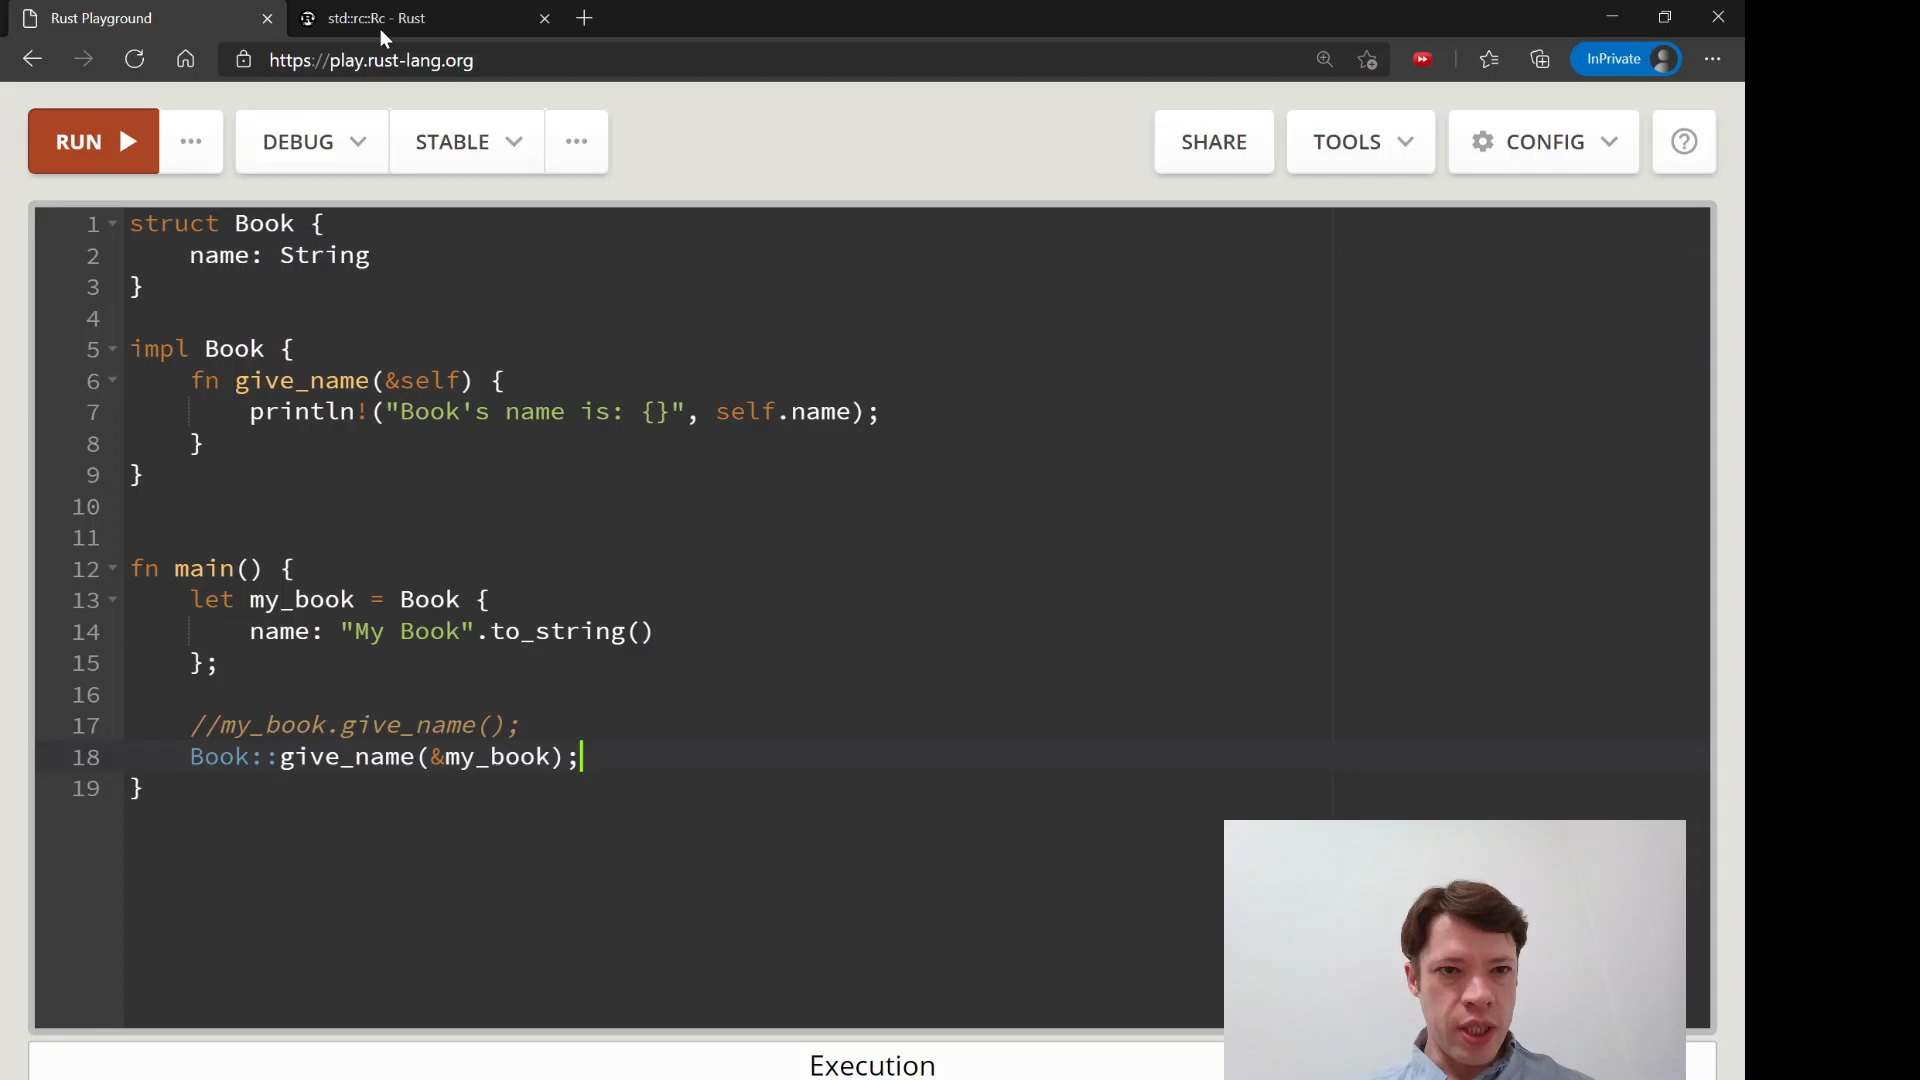 Rust Playground
std::rc::Rc - Rust
https://play.rust-lang.org
InPrivate
RUN
DEBUG
STABLE
SHARE
TOOLS
CONFIG
1 struct Book {
2     name: String
3 }
4
5 impl Book {
6     fn give_name(&self) {
7         println!("Book's name is: {}", self.name);
8     }
9 }
10
11
12 fn main() {
13     let my_book = Book {
14         name: "My Book".to_string()
15     };
16
17     //my_book.give_name();
18     Book::give_name(&my_book);
19 }
Execution